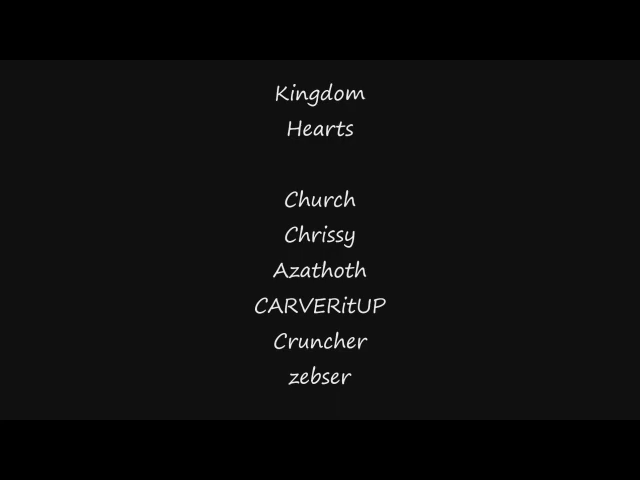 Kingdom
Hearts
Church
Chrissy
Azathoth
CARVERitUP
Cruncher
zebser